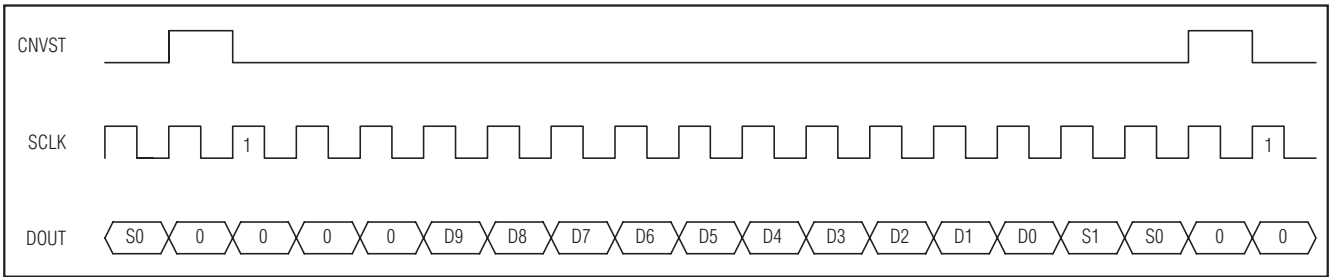 CNVST
SCLK 1 1
DOUT S0 0 0 0 0 D9 D8 D7 D6 D5 D4 D3 D2 D1 D0 S1 S0 0 0